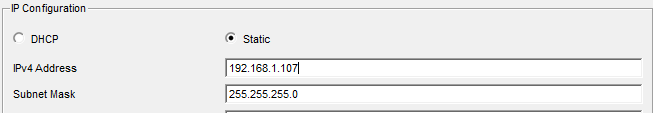 IP Configuration
DHCP Static
IPv4 Address 192.168.1.107
Subnet Mask 255.255.255.0